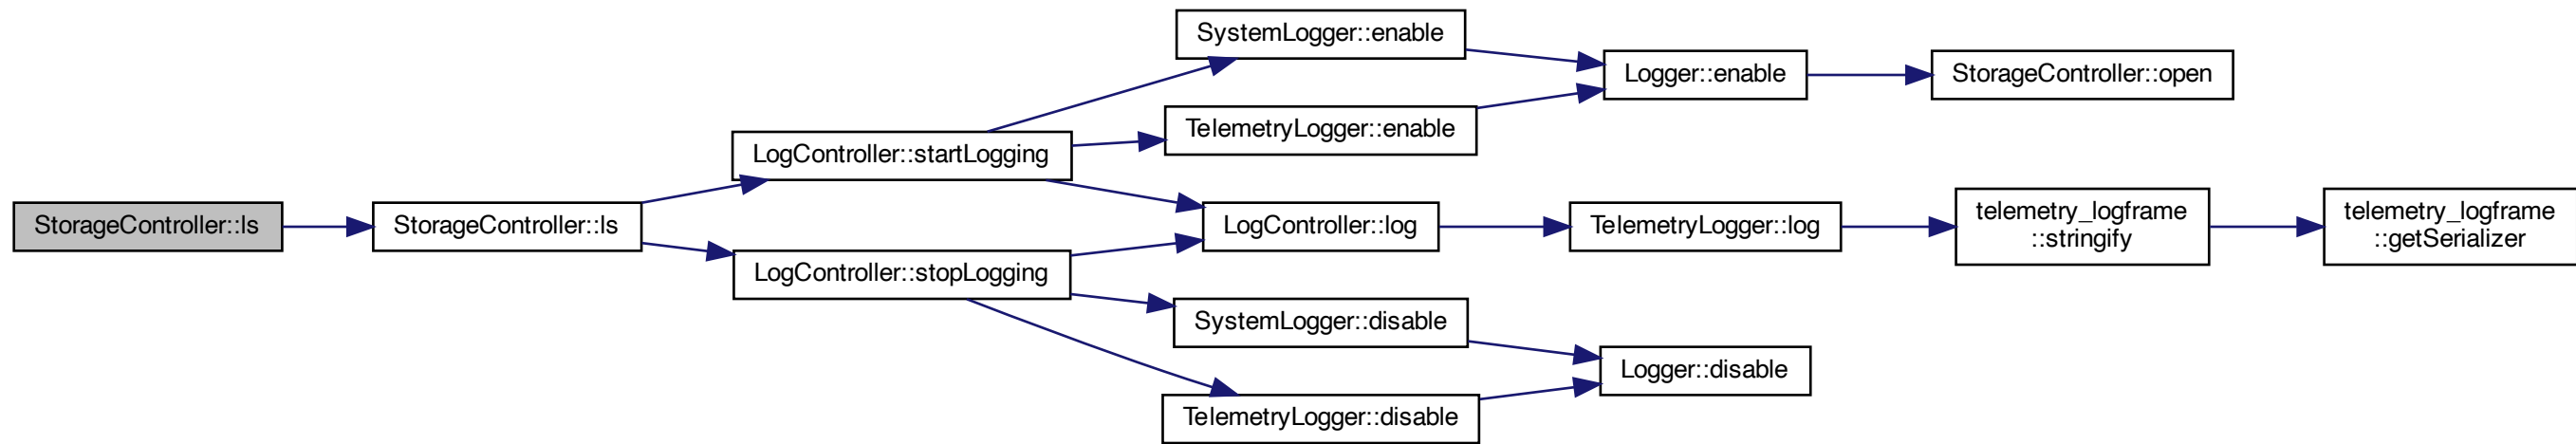 StorageController::ls
StorageController::ls
LogController::startLogging
LogController::stopLogging
SystemLogger::enable
TelemetryLogger::enable
LogController::log
SystemLogger::disable
TelemetryLogger::disable
Logger::enable
TelemetryLogger::log
Logger::disable
StorageController::open
telemetry_logframe
::stringify
telemetry_logframe
::getSerializer